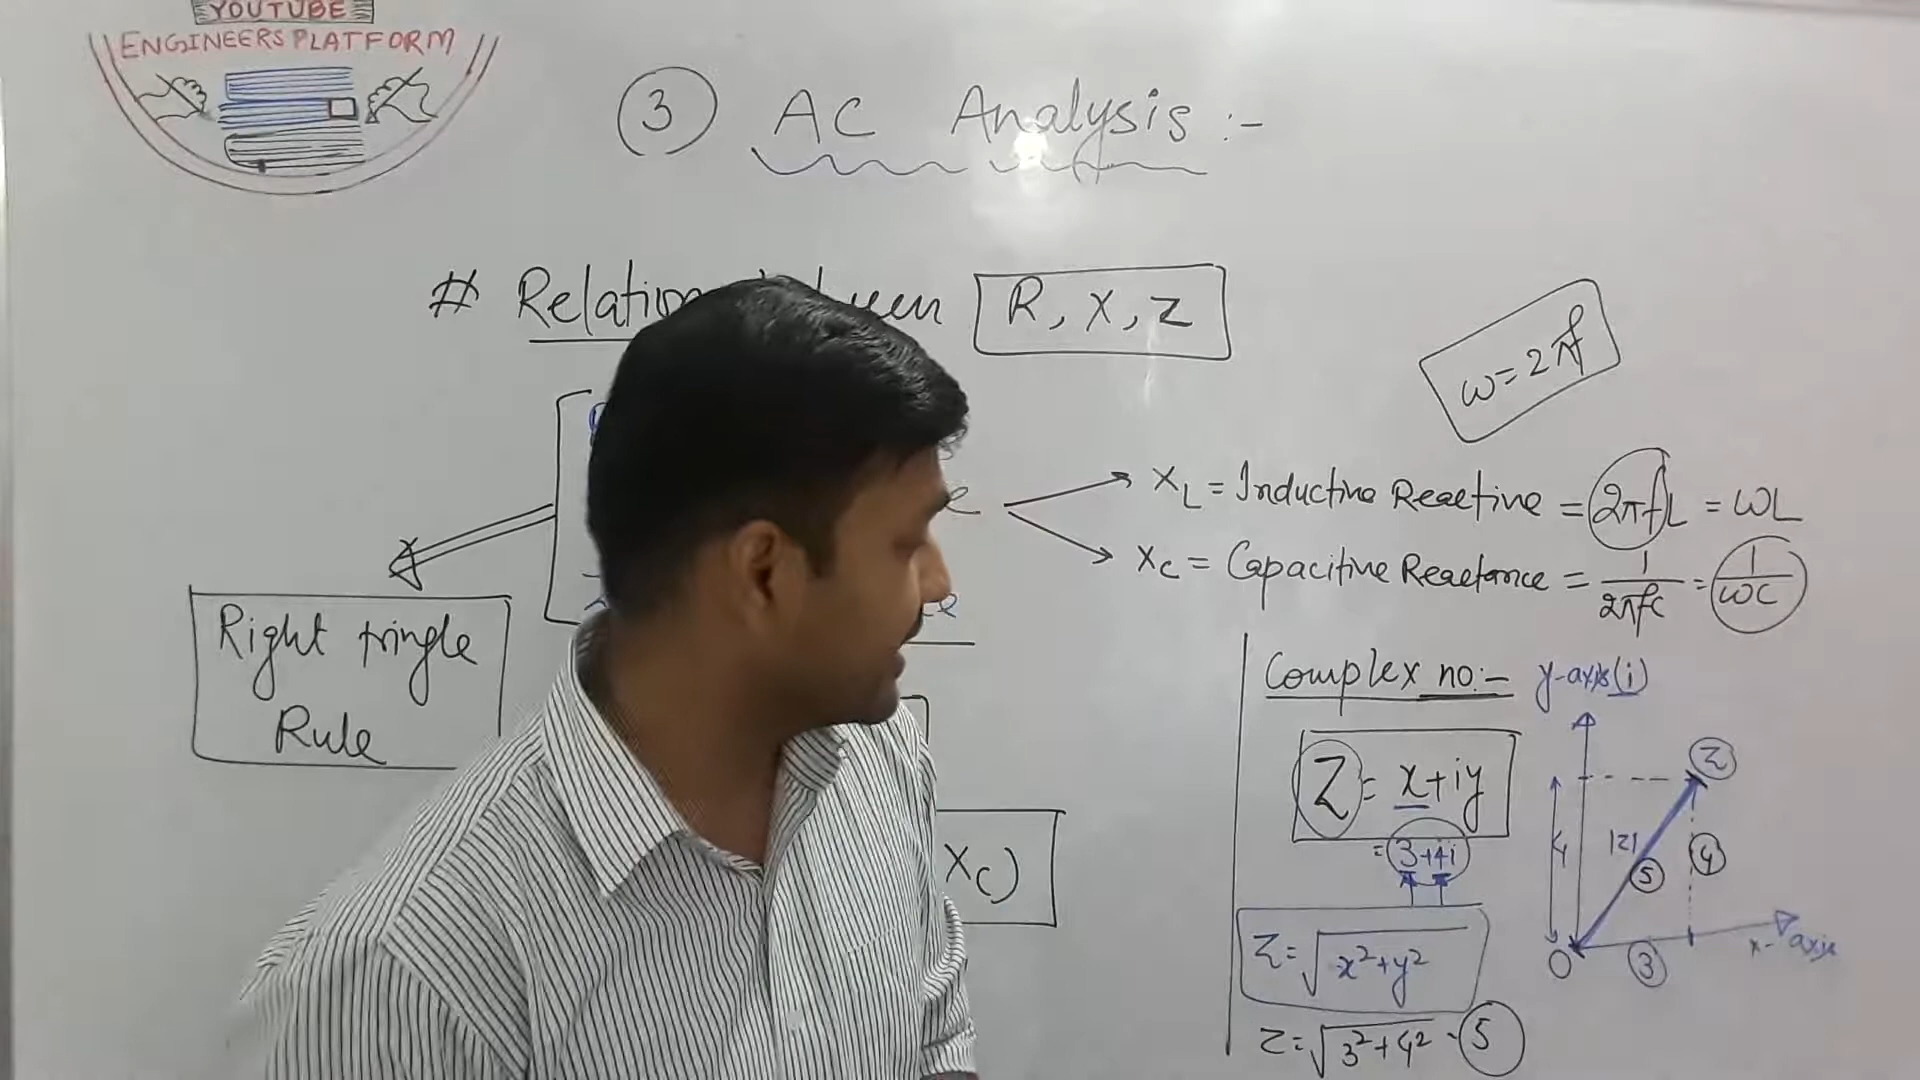 YOUTUBE
ENGINEERS PLATFORM
③ AC Analysis :-
# Relation R, X, Z
ω = 2πf
XL = Inductive Reactive = 2πfL = ωL
Xc = Capacitive Reactance = 1/2πfc = 1/ωC
Right tringle
Rule
Complex no:-
y-axis (i)
Z = x+iy
= 3+4i
Z
|Z|
⑤
4
④
Xc)
Z = √x²+y²
O
③
x-axis
Z = √3²+4² = ⑤